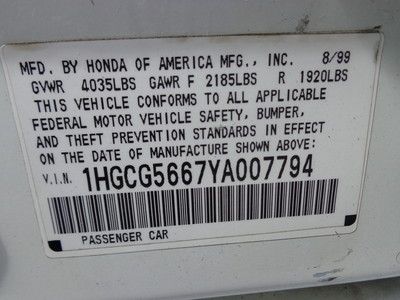 MFD. BY HONDA OF AMERICA MFG., INC. 8/99
GVWR 4035LBS GAWR F 2185LBS R 1920LBS
THIS VEHICLE CONFORMS TO ALL APPLICABLE
FEDERAL MOTOR VEHICLE SAFETY, BUMPER,
AND THEFT PREVENTION STANDARDS IN EFFECT
ON THE DATE OF MANUFACTURE SHOWN ABOVE:
V.I.N. 1HGCG5667YA007794
PASSENGER CAR